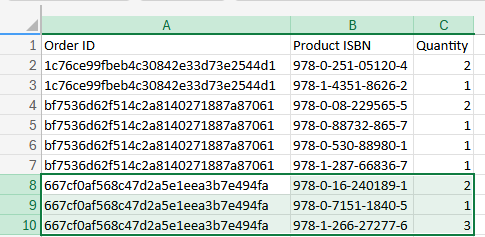 A B C
1 Order ID Product ISBN Quantity
2 1c76ce99fbeb4c30842e33d73e2544d1 978-0-251-05120-4 2
3 1c76ce99fbeb4c30842e33d73e2544d1 978-1-4351-8626-2 1
4 bf7536d62f514c2a8140271887a87061 978-0-08-229565-5 2
5 bf7536d62f514c2a8140271887a87061 978-0-88732-865-7 1
6 bf7536d62f514c2a8140271887a87061 978-0-530-88980-1 1
7 bf7536d62f514c2a8140271887a87061 978-1-287-66836-7 1
8 667cf0af568c47d2a5e1eea3b7e494fa 978-0-16-240189-1 2
9 667cf0af568c47d2a5e1eea3b7e494fa 978-0-7151-1840-5 1
10 667cf0af568c47d2a5e1eea3b7e494fa 978-1-266-27277-6 3